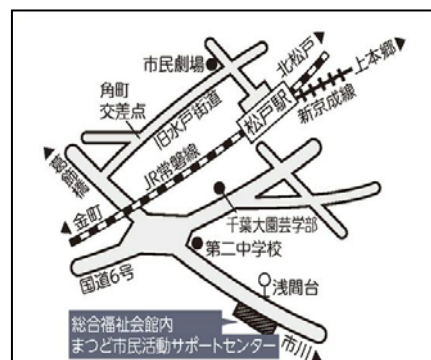 市民劇場
北松戸
上本郷
角町
交差点
旧水戸街道
松戸駅
新京成線
葛飾橋
JR常磐線
金町
千葉大園芸学部
国道6号
第二中学校
浅間台
総合福祉会館内
まつど市民活動サポートセンター
市川